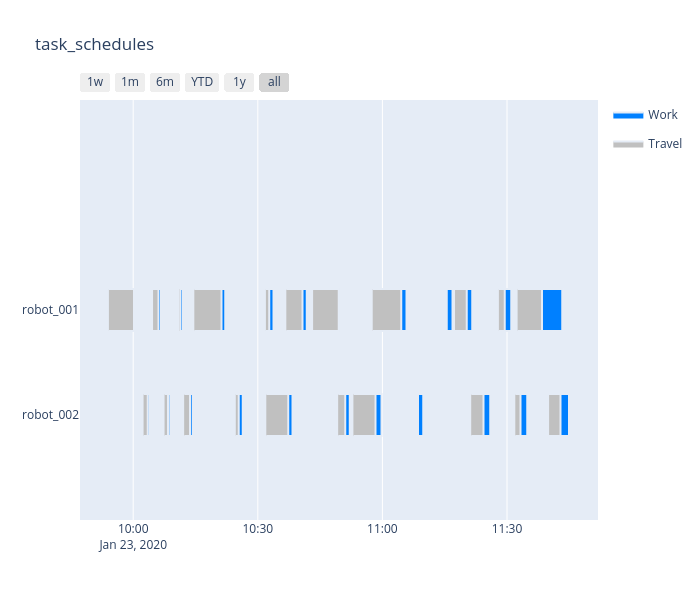 task_schedules
1w 1m 6m YTD 1y all
Work
Travel
robot_001
robot_002
10:00 10:30 11:00 11:30
Jan 23, 2020